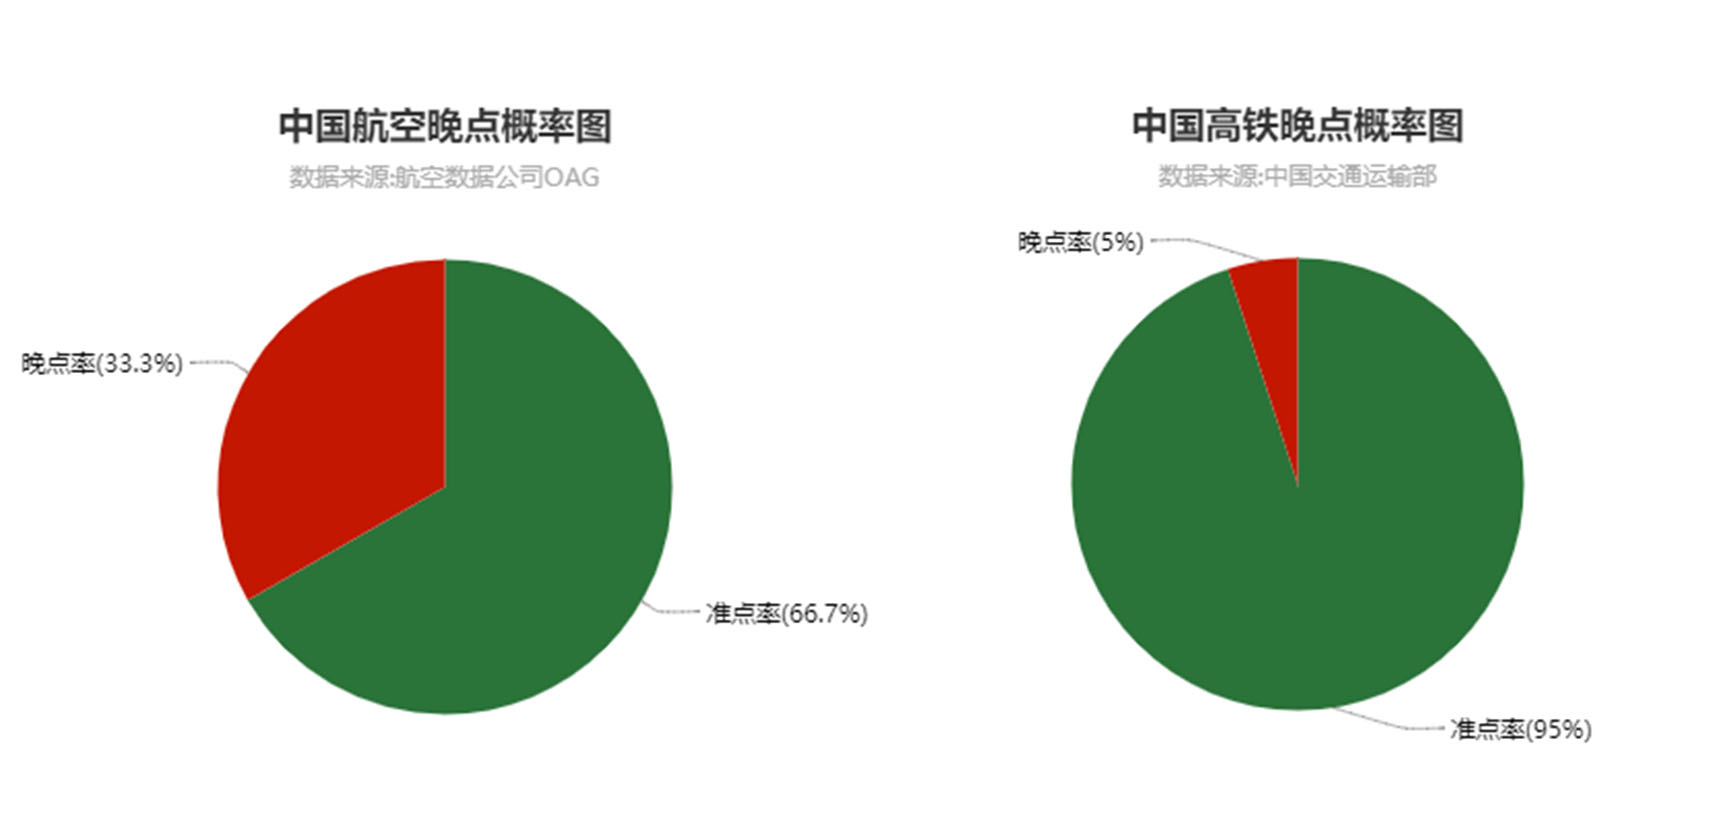 中国航空晚点概率图
数据来源:航空数据公司OAG
晚点率(33.3%)
准点率(66.7%)
中国高铁晚点概率图
数据来源:中国交通运输部
晚点率(5%)
准点率(95%)